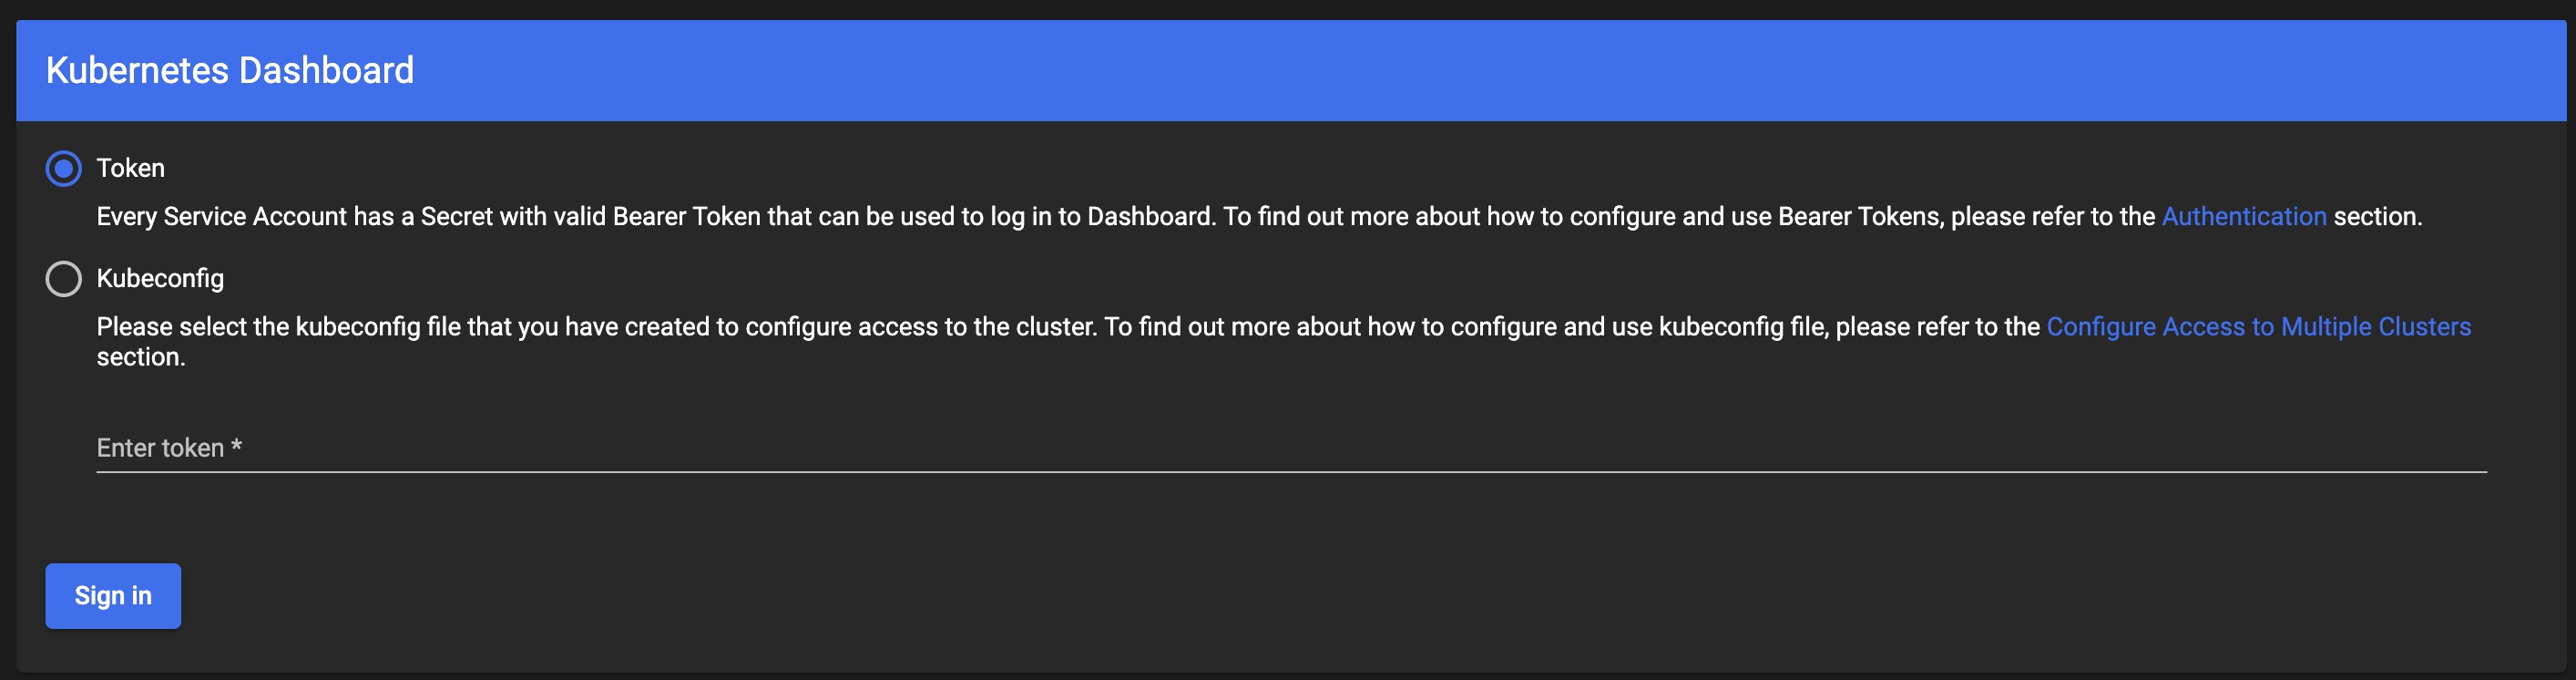 Kubernetes Dashboard
Token
Every Service Account has a Secret with valid Bearer Token that can be used to log in to Dashboard. To find out more about how to configure and use Bearer Tokens, please refer to the Authentication section.
Kubeconfig
Please select the kubeconfig file that you have created to configure access to the cluster. To find out more about how to configure and use kubeconfig file, please refer to the Configure Access to Multiple Clusters
section.
Enter token *
Sign in